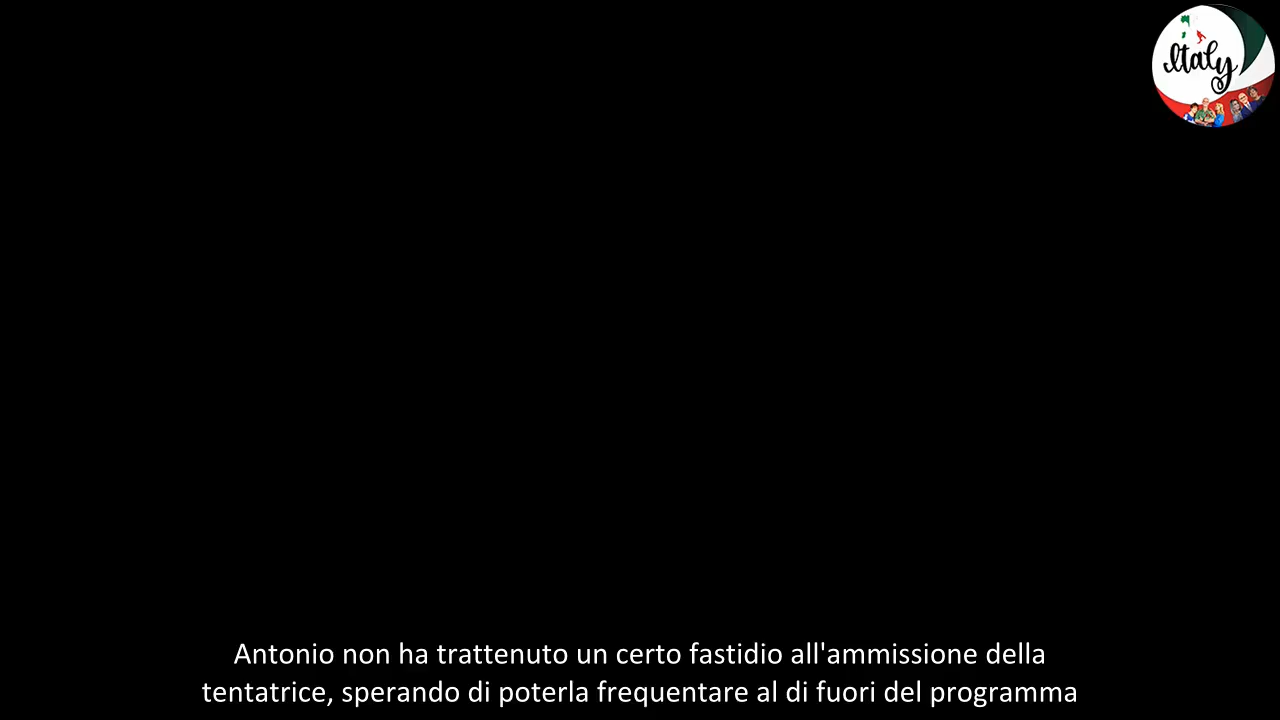 Italy
Antonio non ha trattenuto un certo fastidio all'ammissione della
tentatrice, sperando di poterla frequentare al di fuori del programma